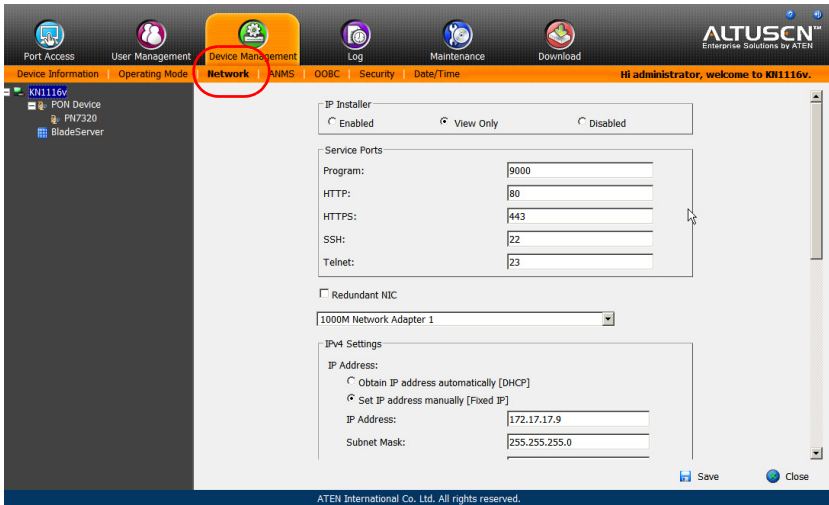 Port Access User Management Device Management Log Maintenance Download
ALTUSEN™
Enterprise Solutions by ATEN
Device Information Operating Mode Network ANMS OOBC Security Date/Time
Hi administrator, welcome to KN1116v.
KN1116v
PON Device
PN7320
BladeServer
IP Installer
Enabled View Only Disabled
Service Ports
Program: 9000
HTTP: 80
HTTPS: 443
SSH: 22
Telnet: 23
Redundant NIC
1000M Network Adapter 1
IPv4 Settings
IP Address:
Obtain IP address automatically [DHCP]
Set IP address manually [Fixed IP]
IP Address: 172.17.17.9
Subnet Mask: 255.255.255.0
Save Close
ATEN International Co. Ltd. All rights reserved.